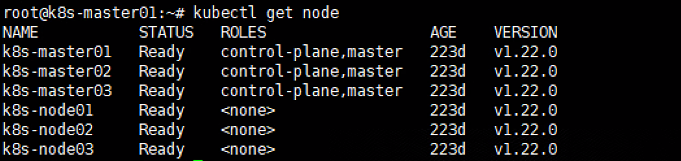 root@k8s-master01:~# kubectl get node
NAME STATUS ROLES AGE VERSION
k8s-master01 Ready control-plane,master 223d v1.22.0
k8s-master02 Ready control-plane,master 223d v1.22.0
k8s-master03 Ready control-plane,master 223d v1.22.0
k8s-node01 Ready <none> 223d v1.22.0
k8s-node02 Ready <none> 223d v1.22.0
k8s-node03 Ready <none> 223d v1.22.0